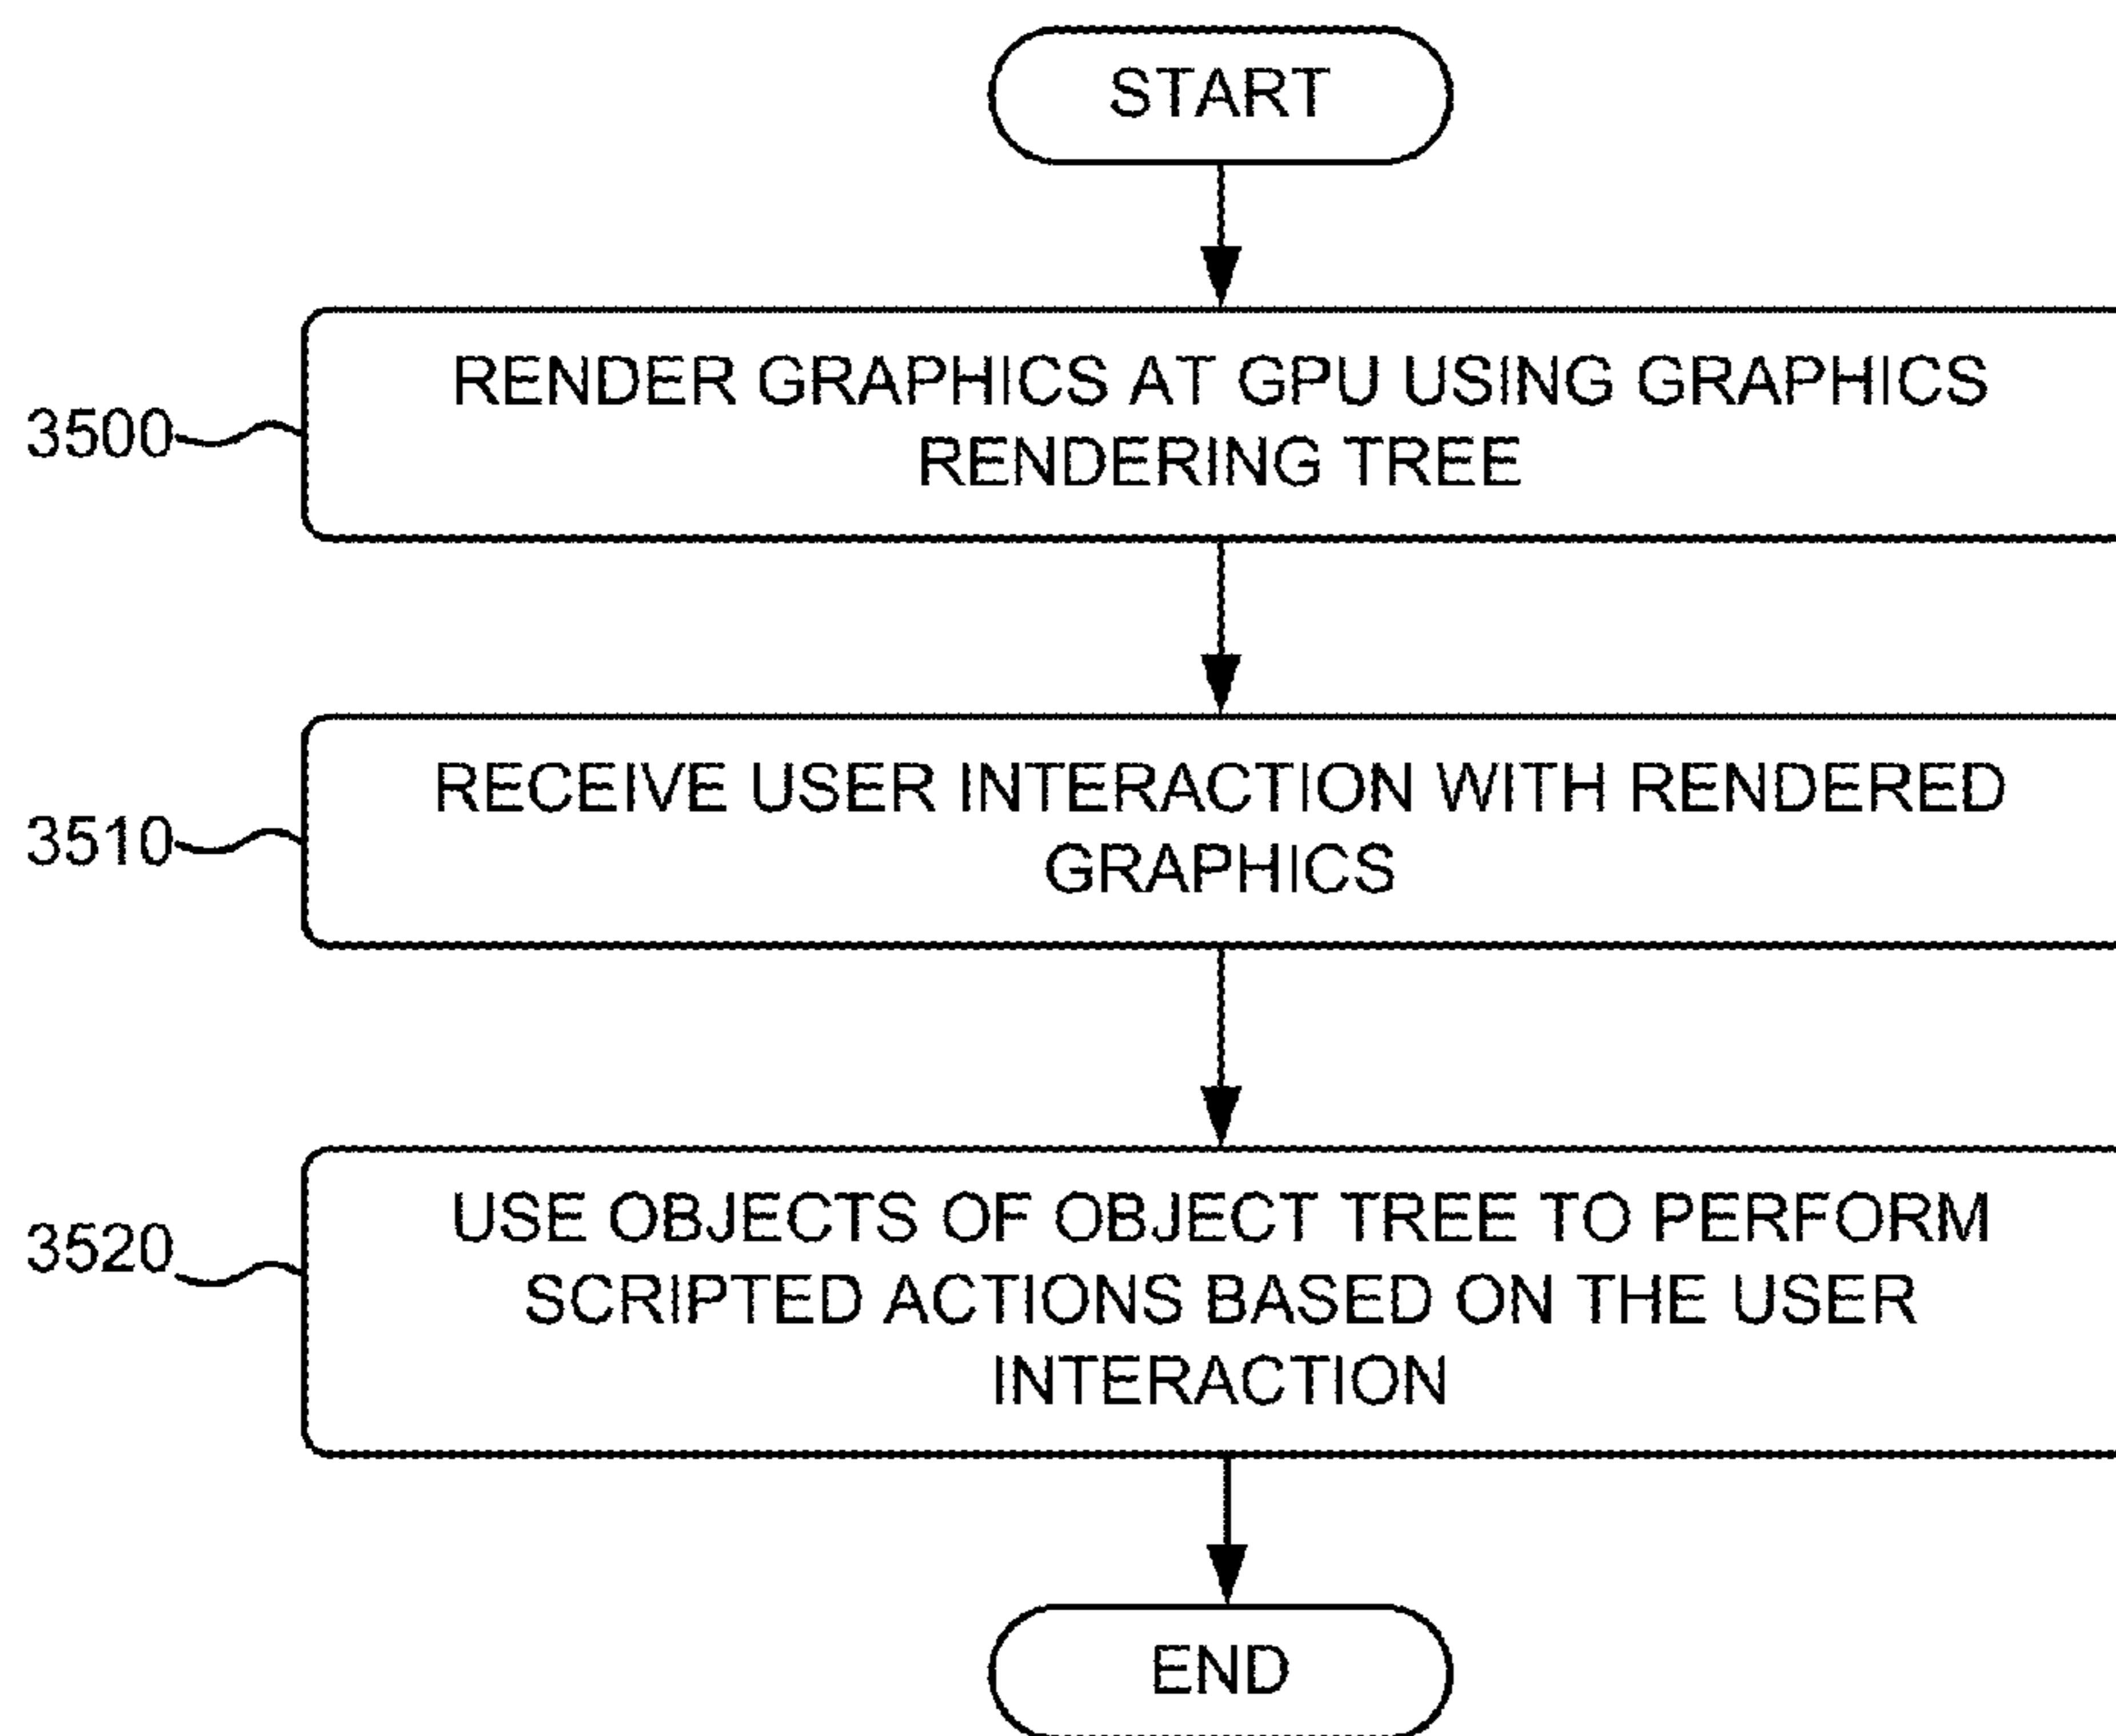 START
3500
RENDER GRAPHICS AT GPU USING GRAPHICS
RENDERING TREE
3510
RECEIVE USER INTERACTION WITH RENDERED
GRAPHICS
3520
USE OBJECTS OF OBJECT TREE TO PERFORM
SCRIPTED ACTIONS BASED ON THE USER
INTERACTION
END